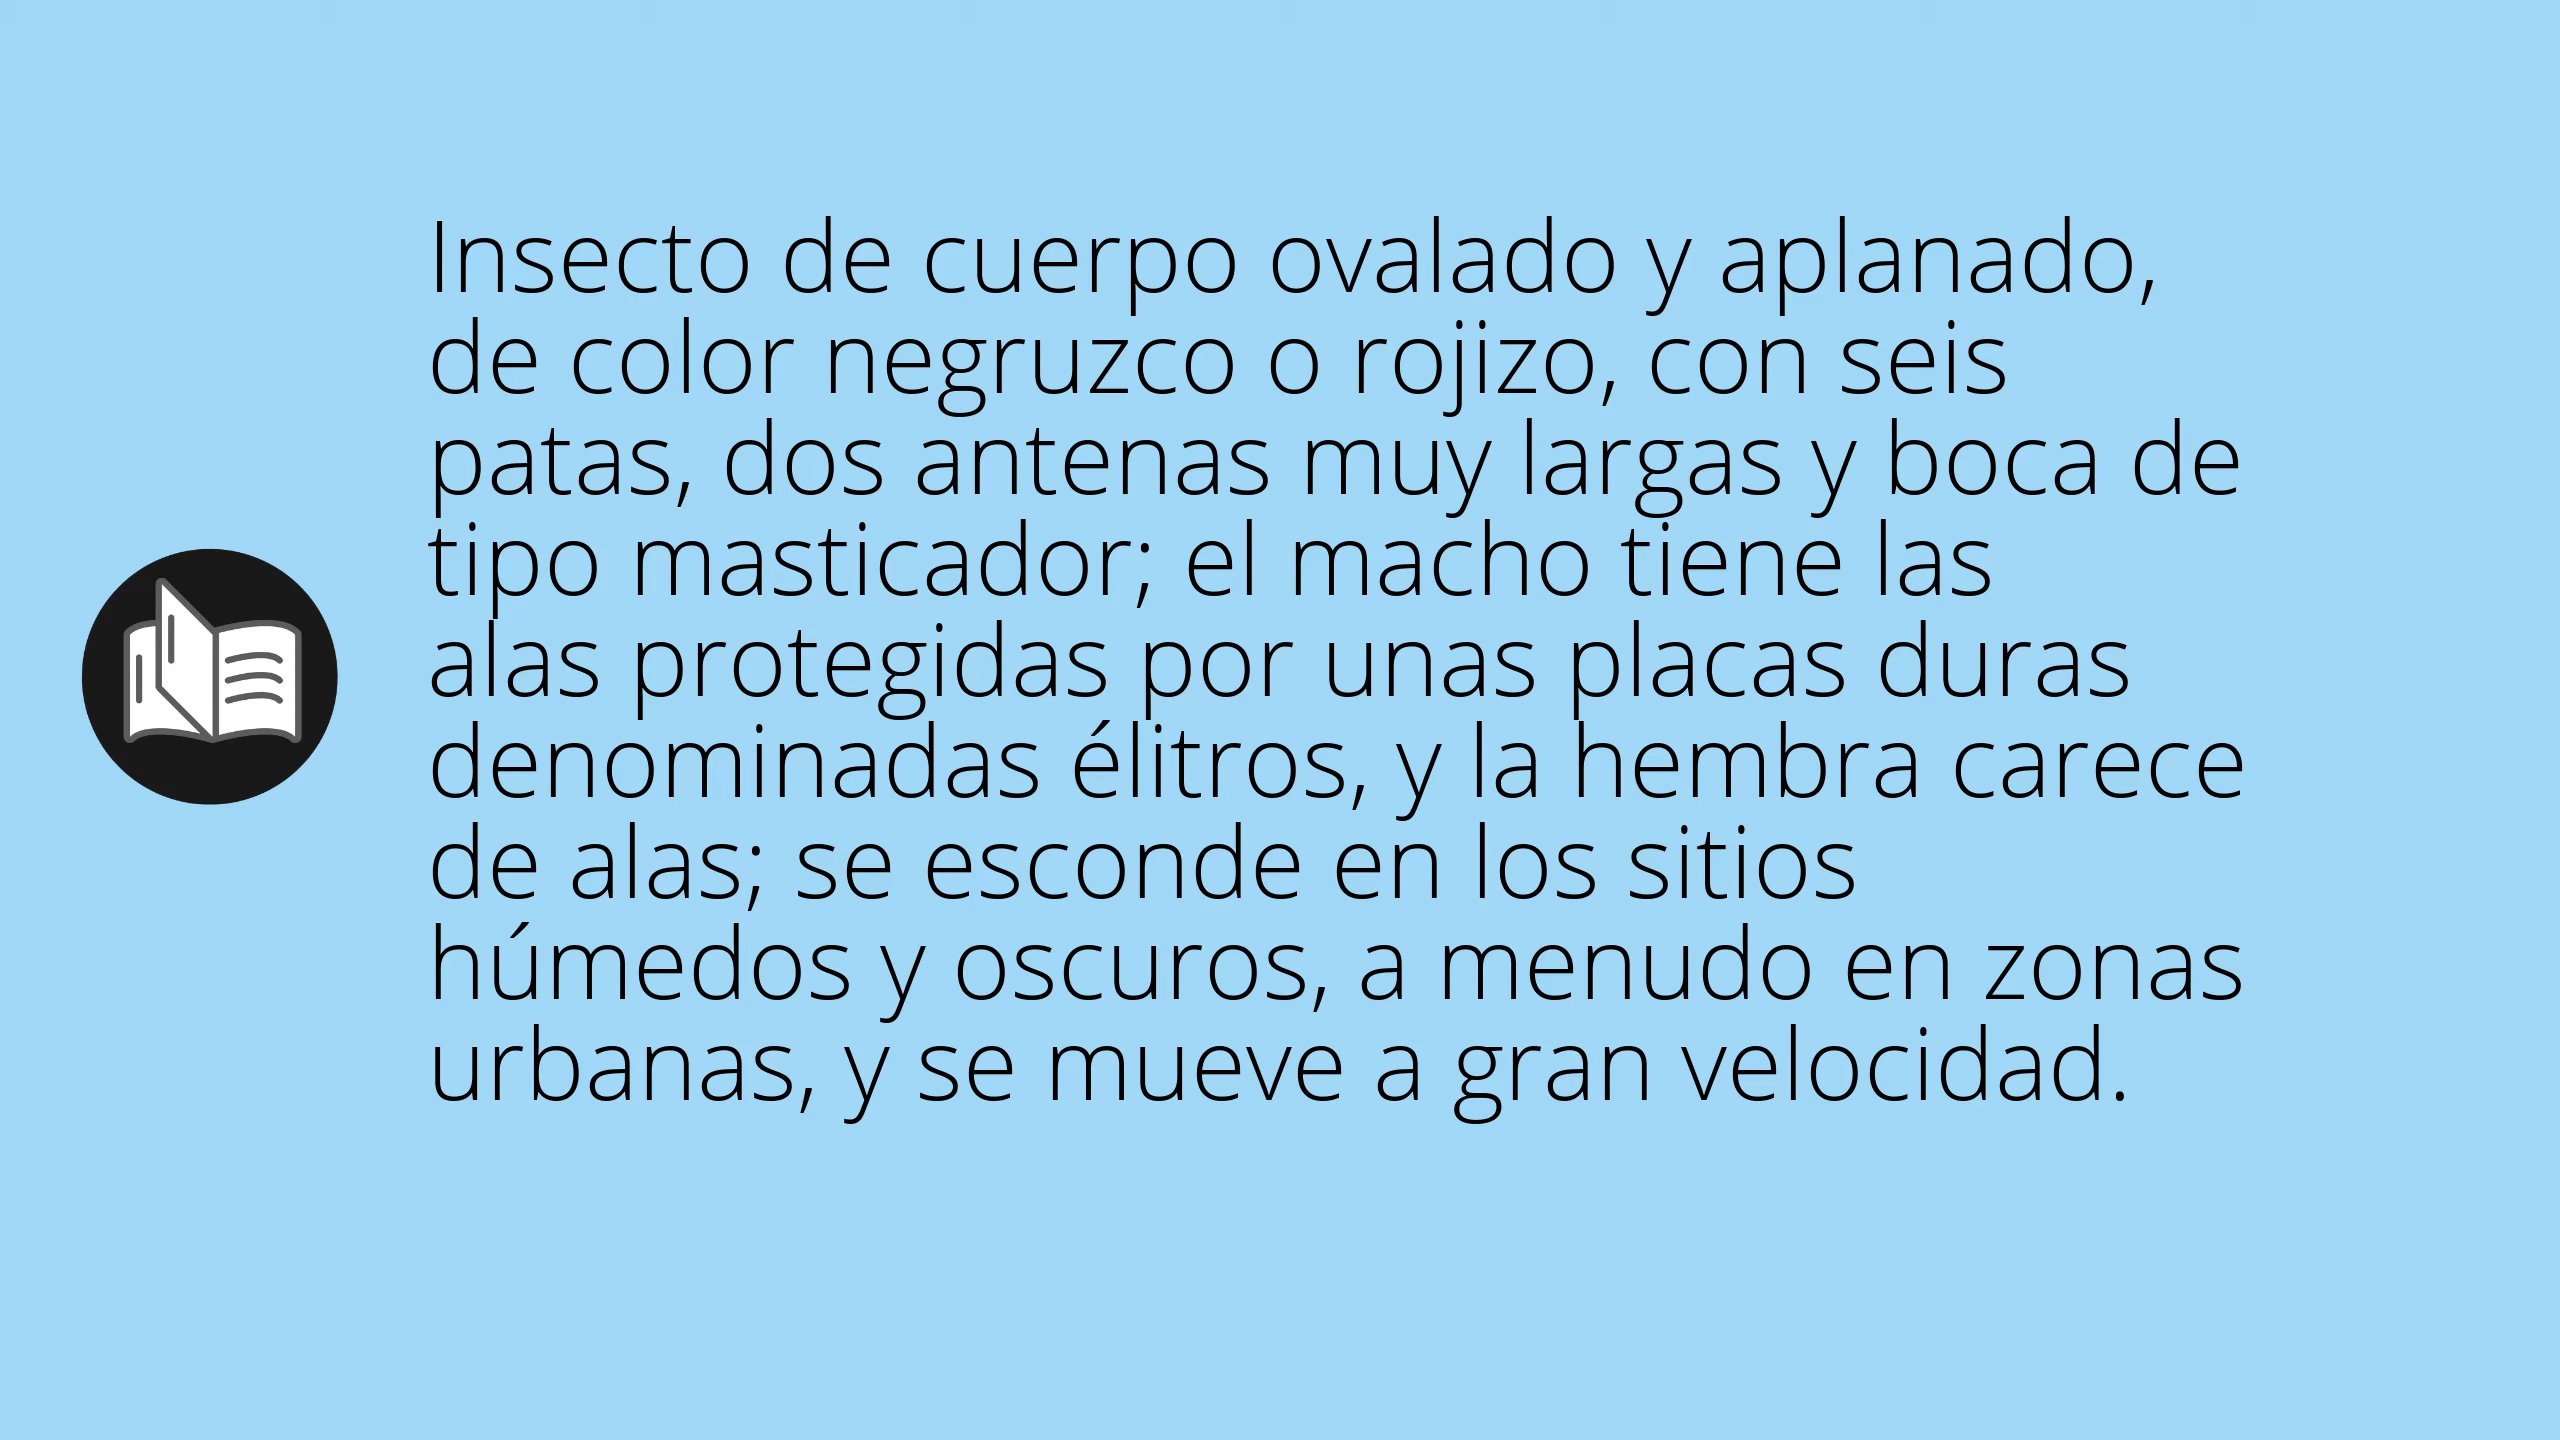 Insecto de cuerpo ovalado y aplanado,
de color negruzco o rojizo, con seis
patas, dos antenas muy largas y boca de
tipo masticador; el macho tiene las
alas protegidas por unas placas duras
denominadas élitros, y la hembra carece
de alas; se esconde en los sitios
húmedos y oscuros, a menudo en zonas
urbanas, y se mueve a gran velocidad.